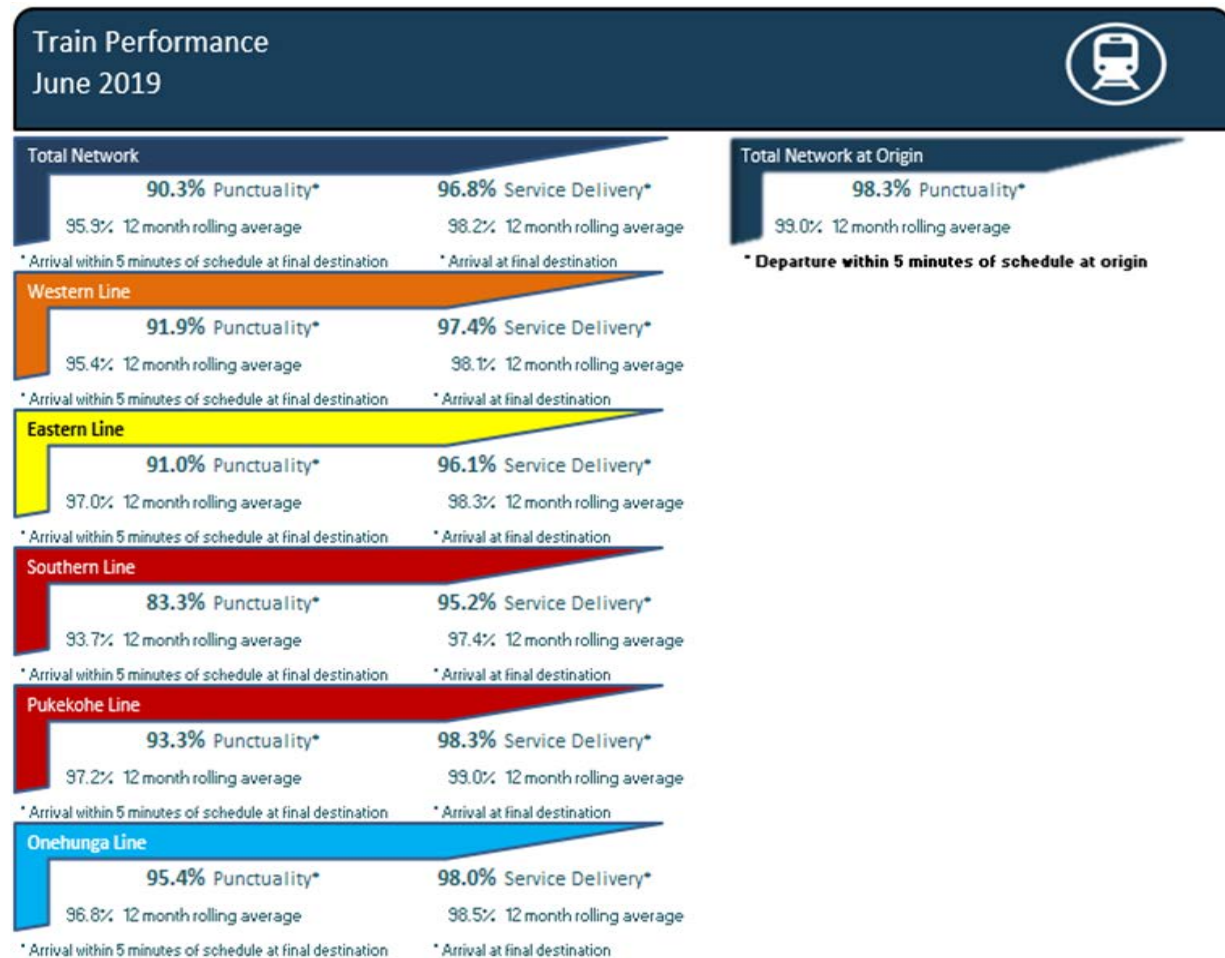 Train Performance
June 2019
Total Network
90.3% Punctuality* 96.8% Service Delivery*
95.9% 12 month rolling average 98.2% 12 month rolling average
* Arrival within 5 minutes of schedule at final destination * Arrival at final destination
Total Network at Origin
98.3% Punctuality*
99.0% 12 month rolling average
* Departure within 5 minutes of schedule at origin
Western Line
91.9% Punctuality* 97.4% Service Delivery*
95.4% 12 month rolling average 98.1% 12 month rolling average
* Arrival within 5 minutes of schedule at final destination * Arrival at final destination
Eastern Line
91.0% Punctuality* 96.1% Service Delivery*
97.0% 12 month rolling average 98.3% 12 month rolling average
* Arrival within 5 minutes of schedule at final destination * Arrival at final destination
Southern Line
83.3% Punctuality* 95.2% Service Delivery*
93.7% 12 month rolling average 97.4% 12 month rolling average
* Arrival within 5 minutes of schedule at final destination * Arrival at final destination
Pukekohe Line
93.3% Punctuality* 98.3% Service Delivery*
97.2% 12 month rolling average 99.0% 12 month rolling average
* Arrival within 5 minutes of schedule at final destination * Arrival at final destination
Onehunga Line
95.4% Punctuality* 98.0% Service Delivery*
96.8% 12 month rolling average 98.5% 12 month rolling average
* Arrival within 5 minutes of schedule at final destination * Arrival at final destination